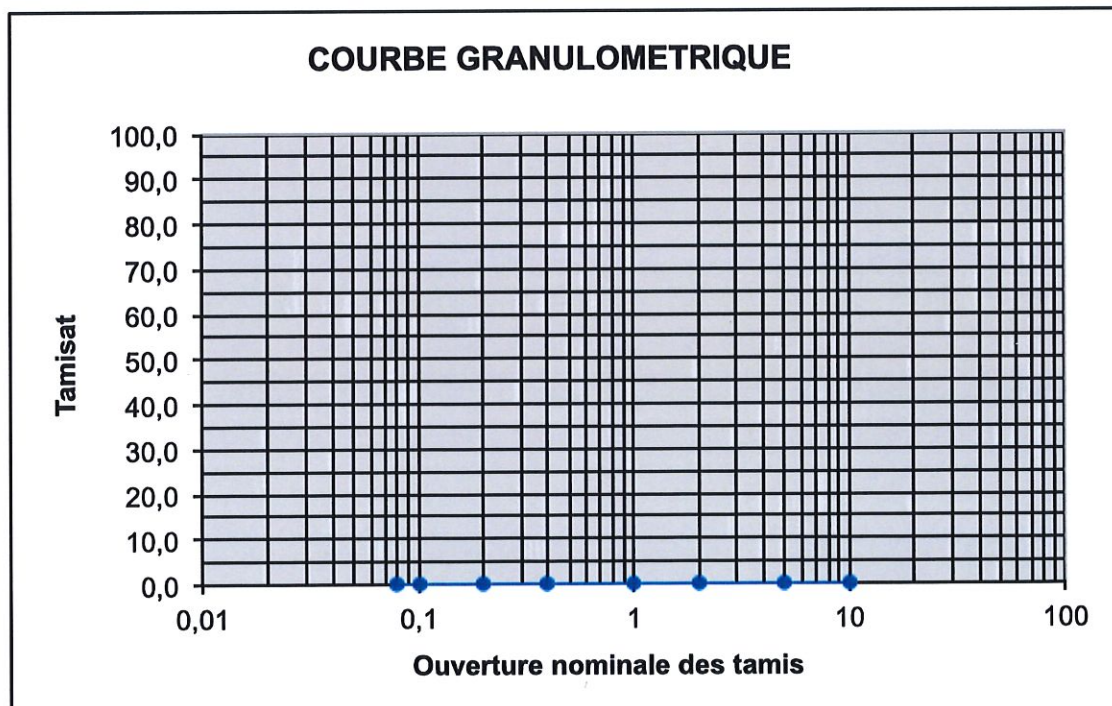 COURBE GRANULOMETRIQUE
100,0
90,0
80,0
70,0
60,0
50,0
40,0
30,0
20,0
10,0
0,0
Tamisat
0,01 0,1 1 10 100
Ouverture nominale des tamis